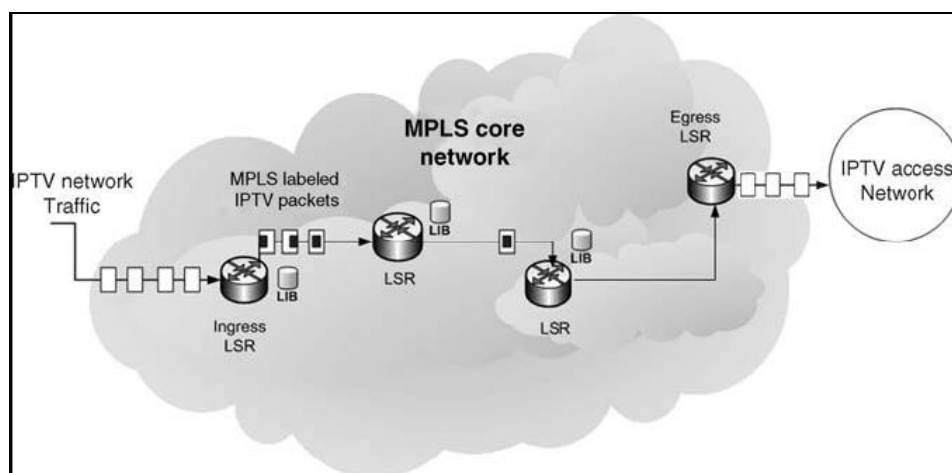 MPLS core
network
Egress
LSR
IPTV network
Traffic
MPLS labeled
IPTV packets
IPTV access
Network
LIB
LSR
LIB
LIB
LSR
Ingress
LSR